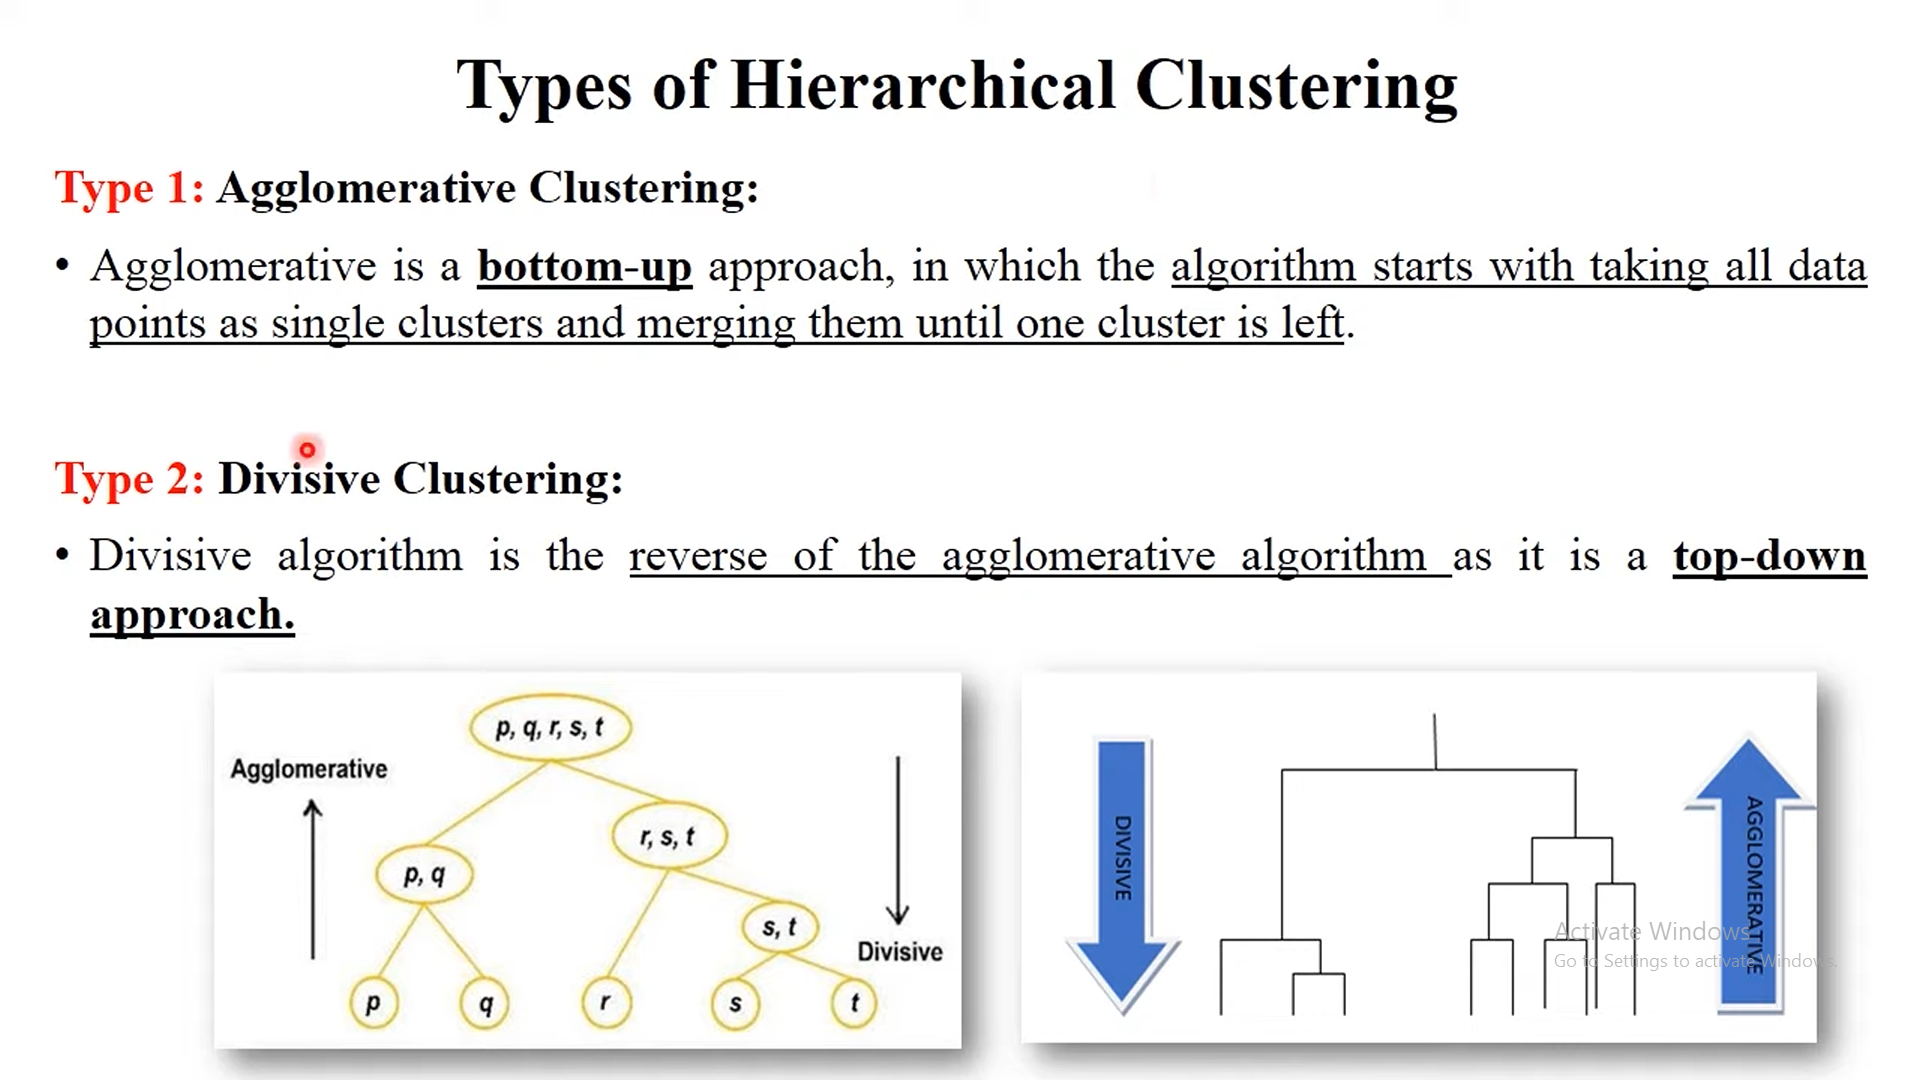 Types of Hierarchical Clustering
Type 1: Agglomerative Clustering:
• Agglomerative is a bottom-up approach, in which the algorithm starts with taking all data
points as single clusters and merging them until one cluster is left.
Type 2: Divisive Clustering:
• Divisive algorithm is the reverse of the agglomerative algorithm as it is a top-down
approach.
p, q, r, s, t
Agglomerative
r, s, t
p, q
s, t
Divisive
p
q
r
s
t
DIVISIVE
AGGLOMERATIVE
Activate Windows
Go to Settings to activate Windows.